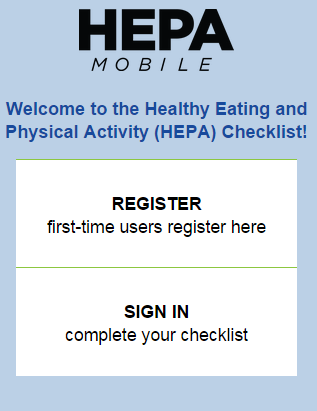 HEPA
MOBILE
Welcome to the Healthy Eating and
Physical Activity (HEPA) Checklist!
REGISTER
first-time users register here
SIGN IN
complete your checklist